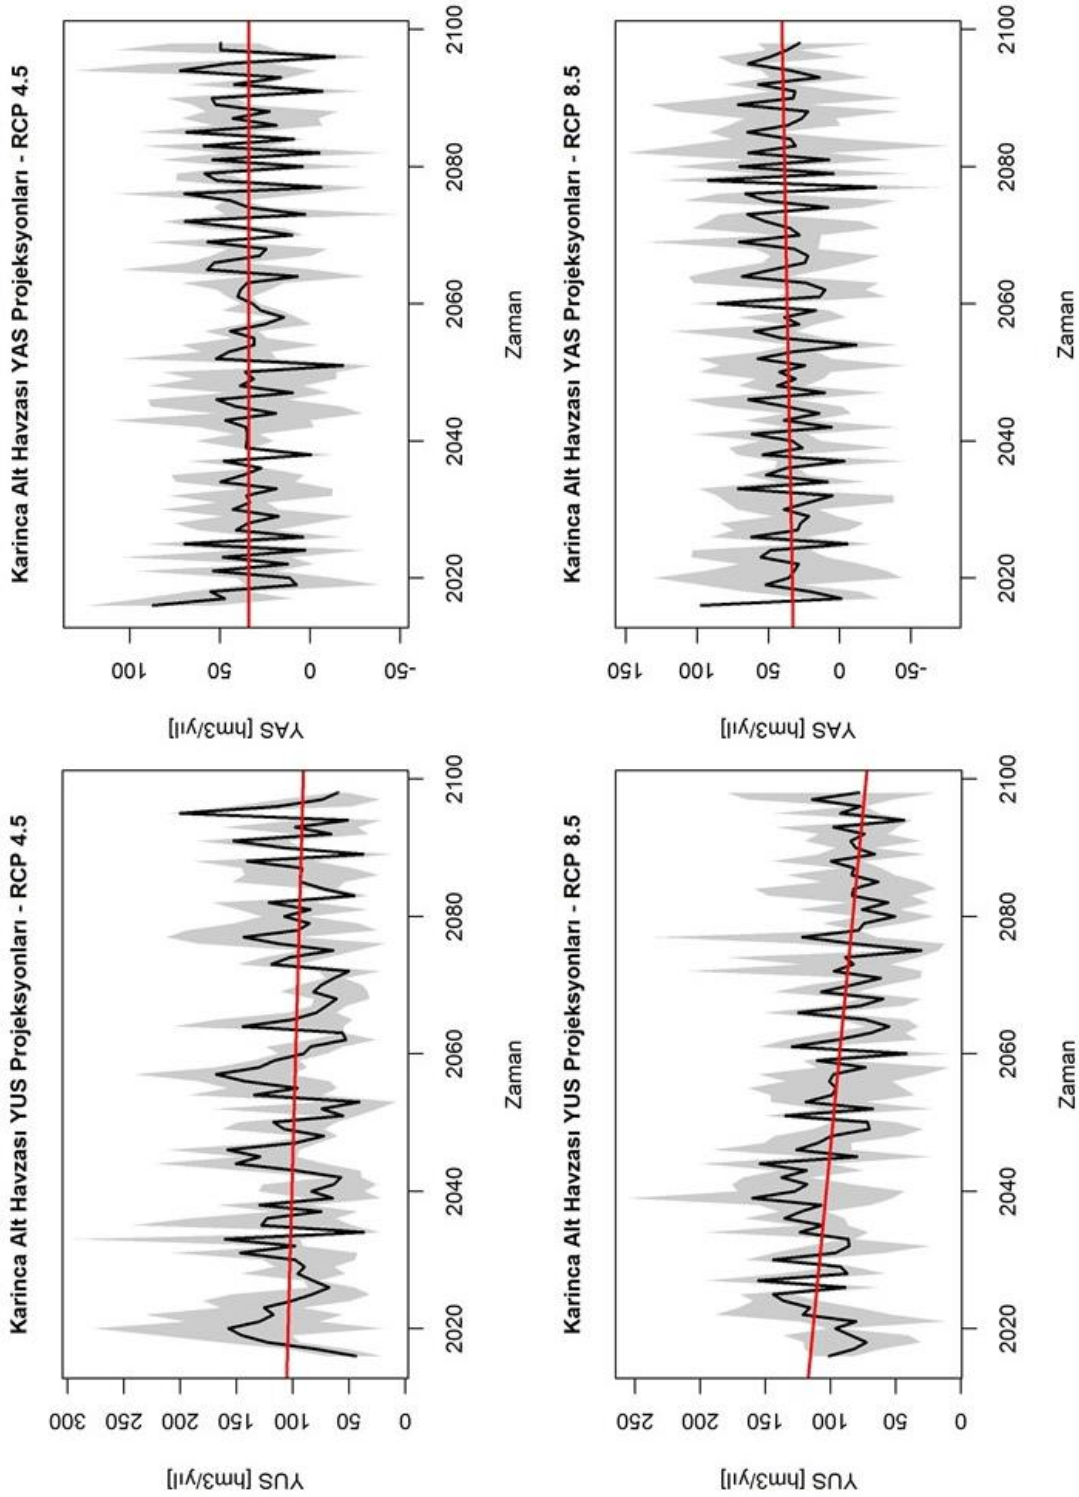 Karinca Alt Havzası YUS Projeksyonları - RCP 4.5
YUS [hm3/yıl]
0 50 100 150 200 250 300
2020 2040 2060 2080 2100
Zaman
Karinca Alt Havzası YAS Projeksyonları - RCP 4.5
YAS [hm3/yıl]
-50 0 50 100
2020 2040 2060 2080 2100
Zaman
Karinca Alt Havzası YUS Projeksyonları - RCP 8.5
YUS [hm3/yıl]
0 50 100 150 200 250
2020 2040 2060 2080 2100
Zaman
Karinca Alt Havzası YAS Projeksyonları - RCP 8.5
YAS [hm3/yıl]
-50 0 50 100 150
2020 2040 2060 2080 2100
Zaman